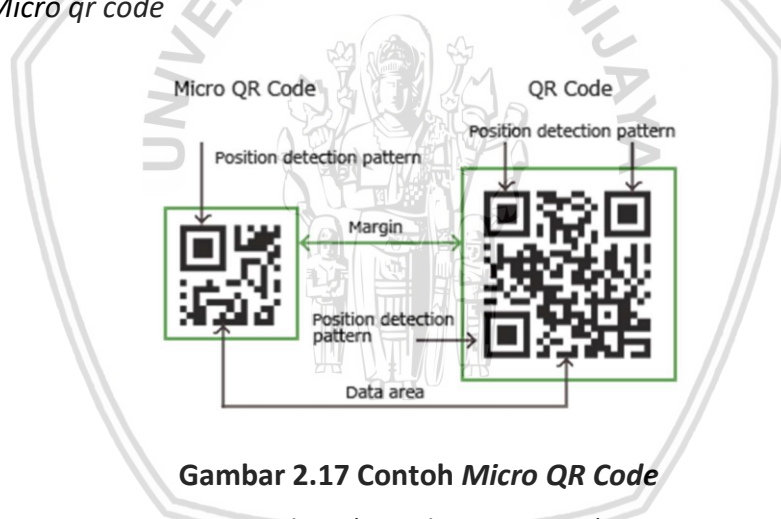 Micro qr code
Micro QR Code
QR Code
Position detection pattern
Position detection pattern
Margin
Position detection
pattern
Data area
Gambar 2.17 Contoh Micro QR Code